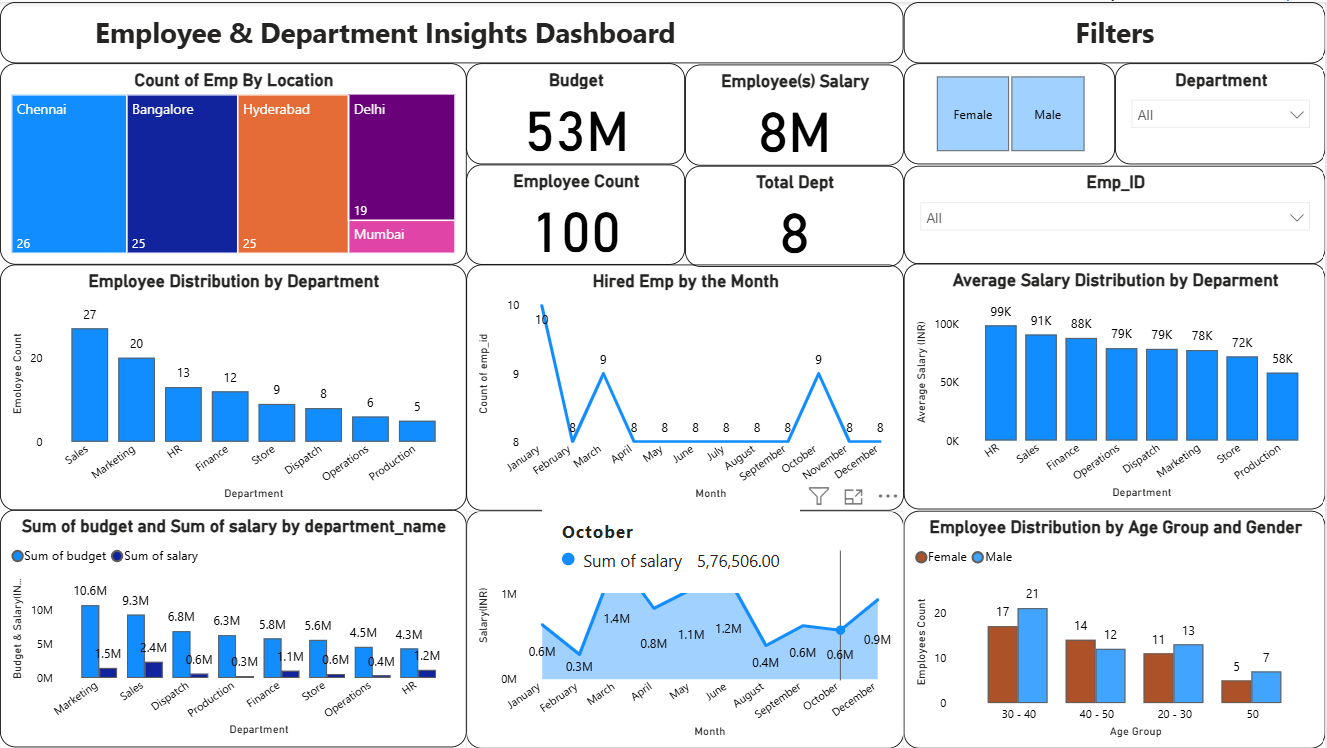 Employee & Department Insights Dashboard
Filters
Count of Emp By Location
Chennai
26
Bangalore
25
Hyderabad
25
Delhi
19
Mumbai
Budget
53M
Employee(s) Salary
8M
Employee Count
100
Total Dept
8
Female
Male
Department
All
Emp_ID
All
Employee Distribution by Department
Emoloyee Count
20
0
27
20
13
12
9
8
6
5
Sales
Marketing
HR
Finance
Store
Dispatch
Operations
Production
Department
Hired Emp by the Month
Count of emp_id
10
9
8
10
8
9
8
8
8
8
8
8
9
8
8
January
February
March
April
May
June
July
August
September
October
November
December
Month
Average Salary Distribution by Deparment
Average Salary (INR)
100K
50K
0K
99K
91K
88K
79K
79K
78K
72K
58K
HR
Sales
Finance
Operations
Dispatch
Marketing
Store
Production
Department
Sum of budget and Sum of salary by department_name
Sum of budget
Sum of salary
Budget & Salary(IN...
10M
5M
0M
10.6M
1.5M
9.3M
2.4M
6.8M
0.6M
6.3M
0.3M
5.8M
1.1M
5.6M
0.6M
4.5M
0.4M
4.3M
1.2M
Marketing
Sales
Dispatch
Production
Finance
Store
Operations
HR
Department
October
Sum of salary 5,76,506.00
Salary(INR)
1M
0M
0.6M
0.3M
1.4M
0.8M
1.1M
1.2M
0.4M
0.6M
0.6M
0.9M
January
February
March
April
May
June
August
September
October
December
Month
Employee Distribution by Age Group and Gender
Female
Male
Employees Count
20
10
0
17
21
14
12
11
13
5
7
30 - 40
40 - 50
20 - 30
50
Age Group